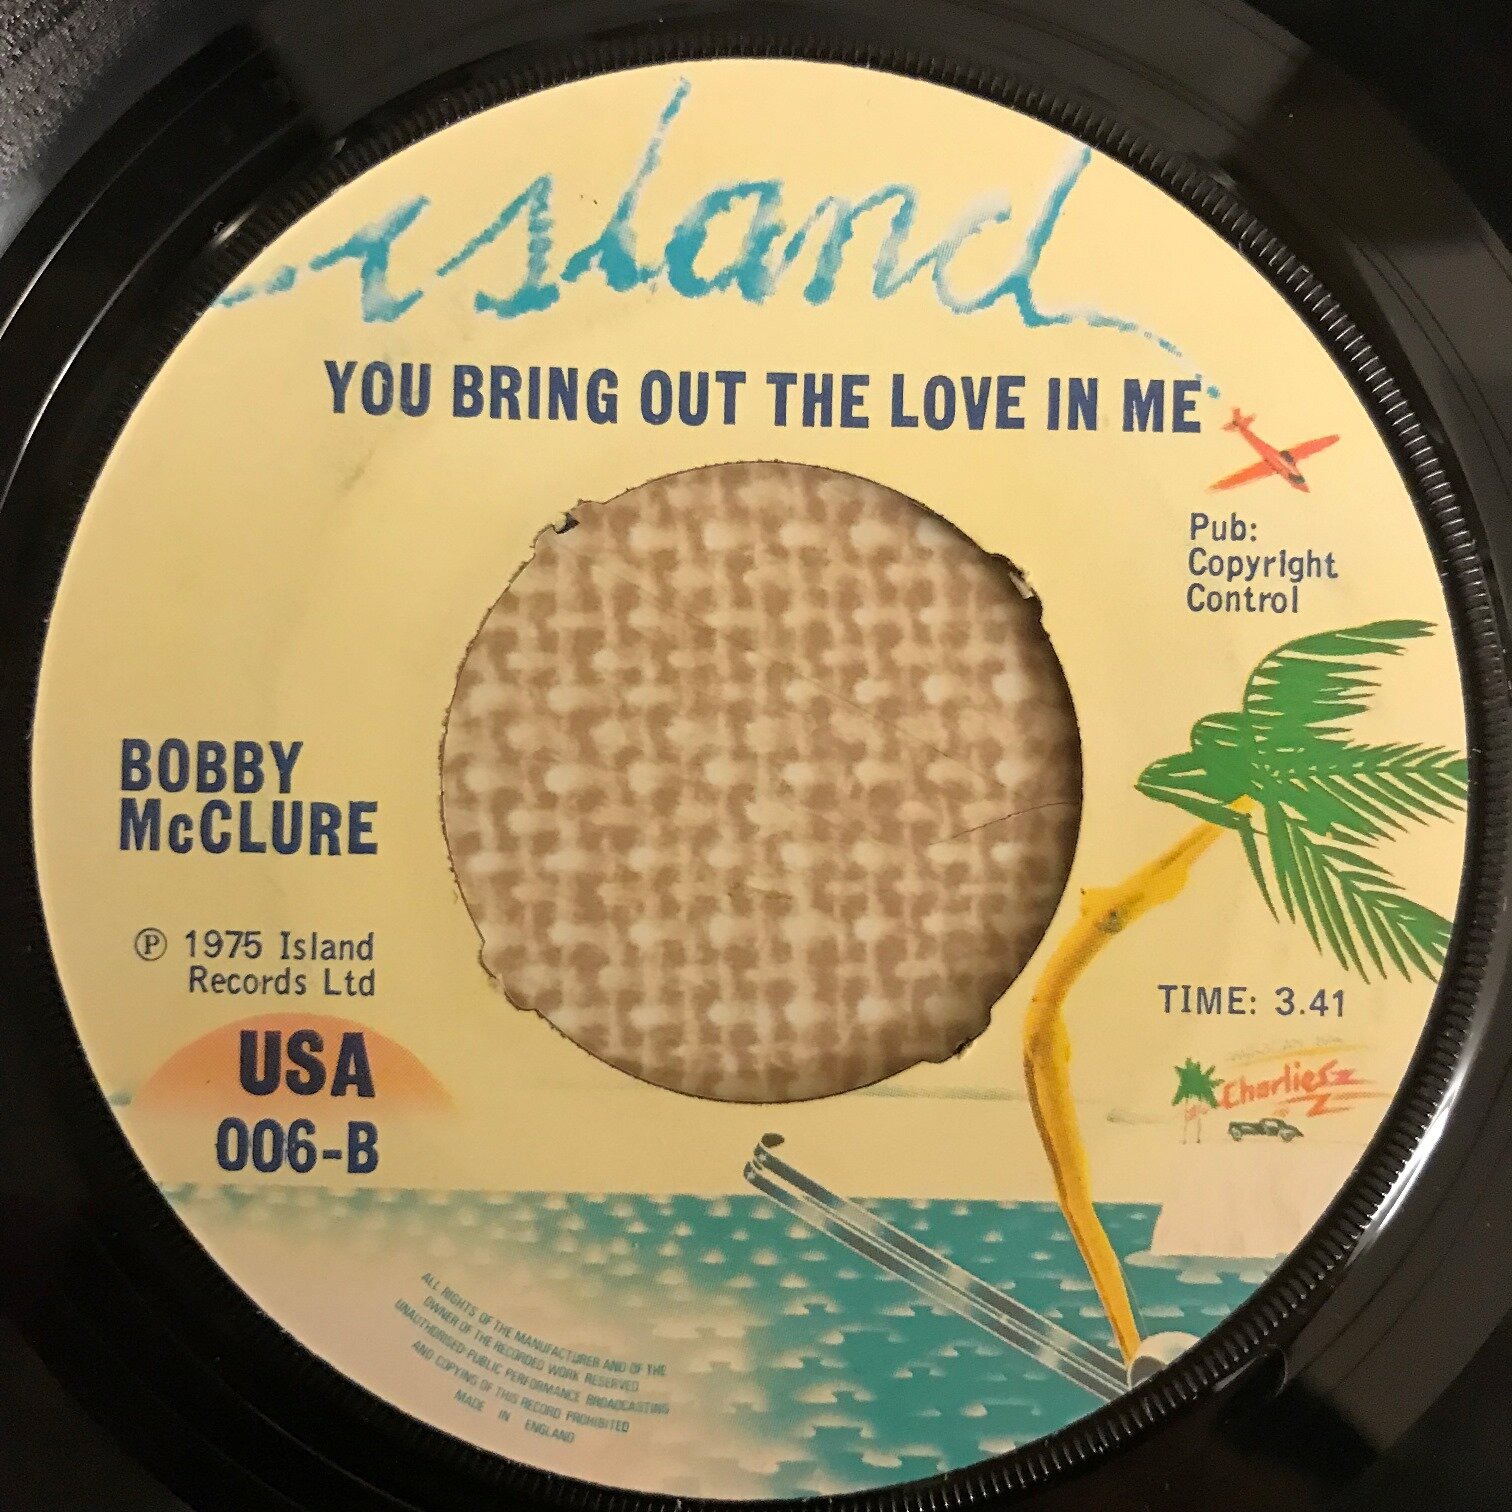 island
YOU BRING OUT THE LOVE IN ME
Pub:
Copyright
Control
BOBBY
McCLURE
℗ 1975 Island
Records Ltd
USA
006-B
TIME: 3.41
Charlies
ALL RIGHTS OF THE MANUFACTURER AND OF THE
OWNER OF THE RECORDED WORK RESERVED
UNAUTHORISED PUBLIC PERFORMANCE BROADCASTING
AND COPYING OF THIS RECORD PROHIBITED
MADE IN ENGLAND